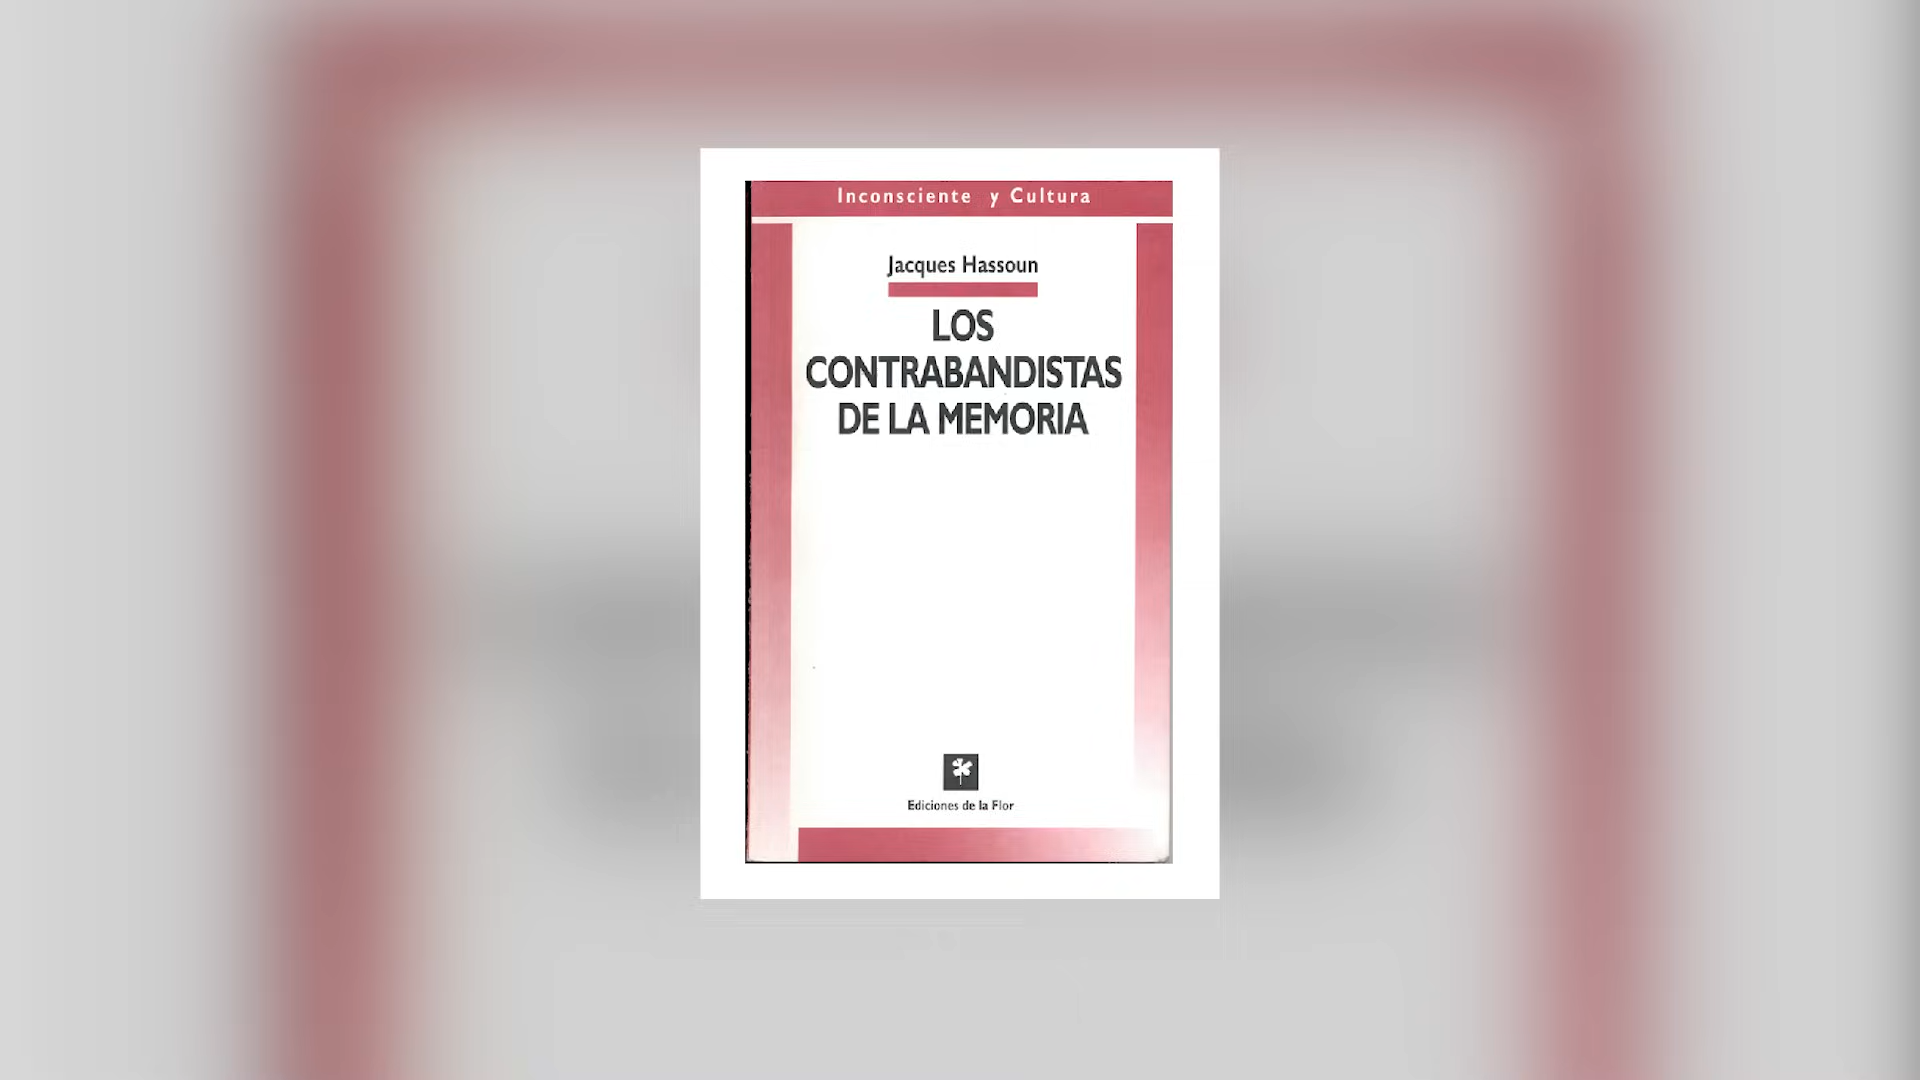 Inconsciente y Cultura
Jacques Hassoun
LOS
CONTRABANDISTAS
DE LA MEMORIA
Ediciones de la Flor